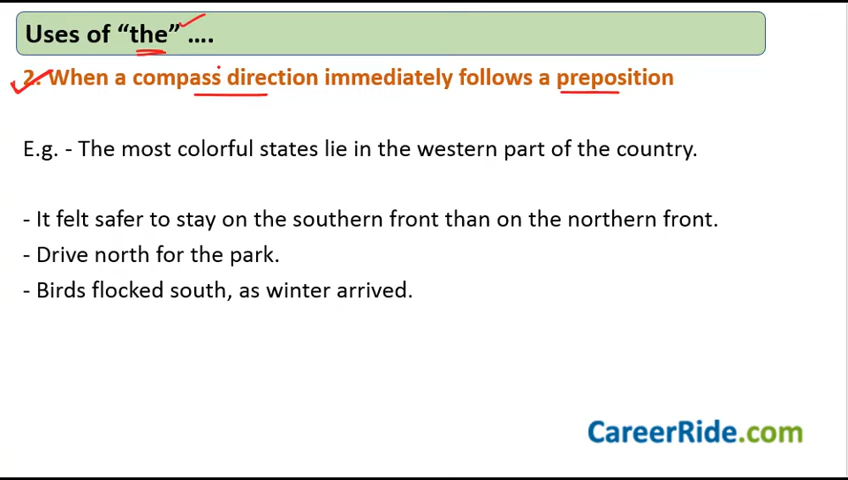 Uses of “the” ....
2. When a compass direction immediately follows a preposition
E.g. - The most colorful states lie in the western part of the country.
- It felt safer to stay on the southern front than on the northern front.
- Drive north for the park.
- Birds flocked south, as winter arrived.
CareerRide.com